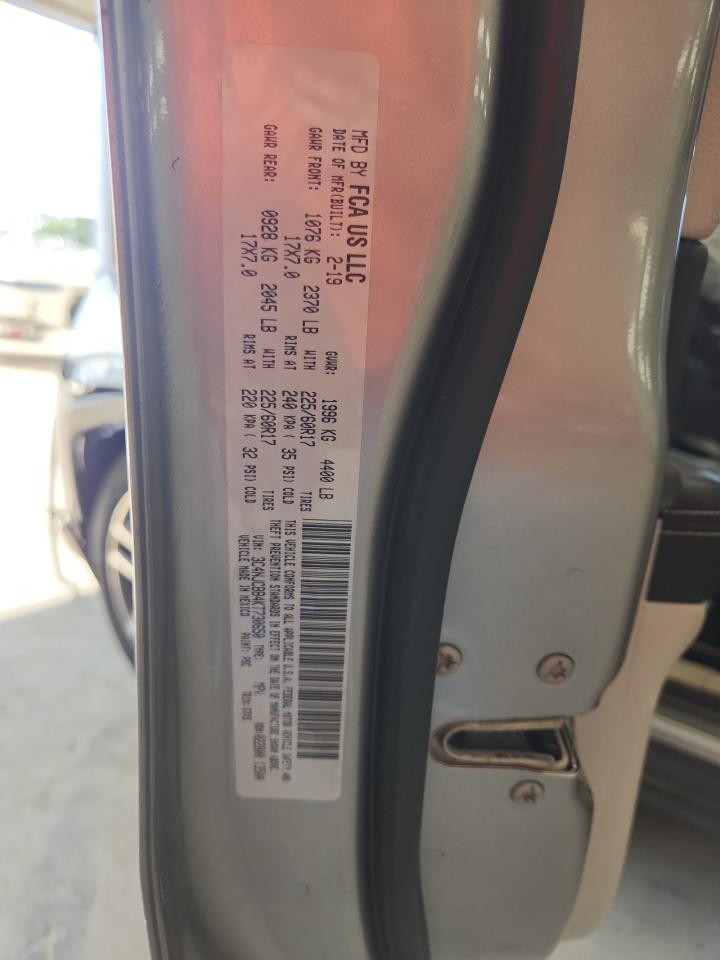 MFD BY FCA US LLC
DATE OF MFR(BUILT): 2-19 GVWR: 1996 KG 4400 LB
GAWR FRONT: 1076 KG 2370 LB WITH 225/60R17 TIRES
17X7.0 RIMS AT 240 KPA ( 35 PSI) COLD
GAWR REAR: 0928 KG 2045 LB WITH 225/60R17 TIRES
17X7.0 RIMS AT 220 KPA ( 32 PSI) COLD
THIS VEHICLE CONFORMS TO ALL APPLICABLE U.S.A. FEDERAL MOTOR VEHICLE SAFETY AND
THEFT PREVENTION STANDARDS IN EFFECT ON THE DATE OF MANUFACTURE SHOWN ABOVE.
VIN: 3C4NJCBB4KT730650 TYPE: MPV
VEHICLE MADE IN MEXICO PAINT: PSC